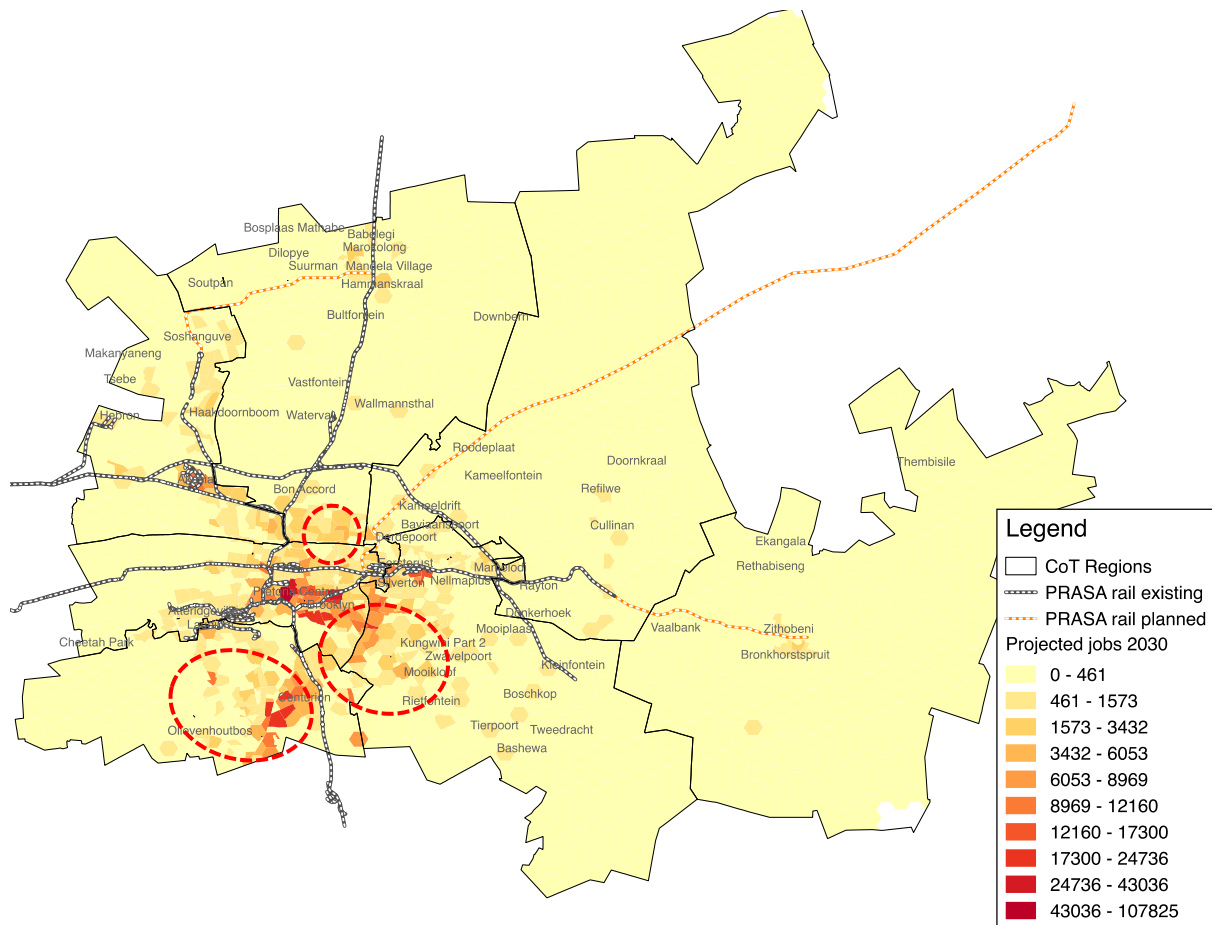 Bosplaas Mathabe
Babelegi
Marokolong
Dilopye
Suurman
Mandela Village
Soutpan
Hammanskraal
Bultfontein
Downbern
Soshanguve
Makanyaneng
Tsebe
Vastfontein
Wallmannsthal
Hebron
Haakdoornboom
Waterval
Roodeplaat
Doornkraal
Thembisile
Kameelfontein
Akasia
Bon Accord
Refilwe
Kameeldrift
Baviaanspoort
Cullinan
Derdepoort
Ekangala
Eersterust
Mamelodi
Rethabiseng
Silverton
Nellmapius
Rayton
Pretoria Central
Brooklyn
Atteridgeville
Donkerhoek
Mooiplaas
Vaalbank
Zithobeni
Cheetah Park
Kungwini Part 2
Zwavelpoort
Bronkhorstspruit
Kleinfontein
Mooikloof
Centurion
Rietfontein
Boschkop
Olievenhoutbos
Tierpoort
Tweedracht
Bashewa
Legend
CoT Regions
PRASA rail existing
PRASA rail planned
Projected jobs 2030
0 - 461
461 - 1573
1573 - 3432
3432 - 6053
6053 - 8969
8969 - 12160
12160 - 17300
17300 - 24736
24736 - 43036
43036 - 107825